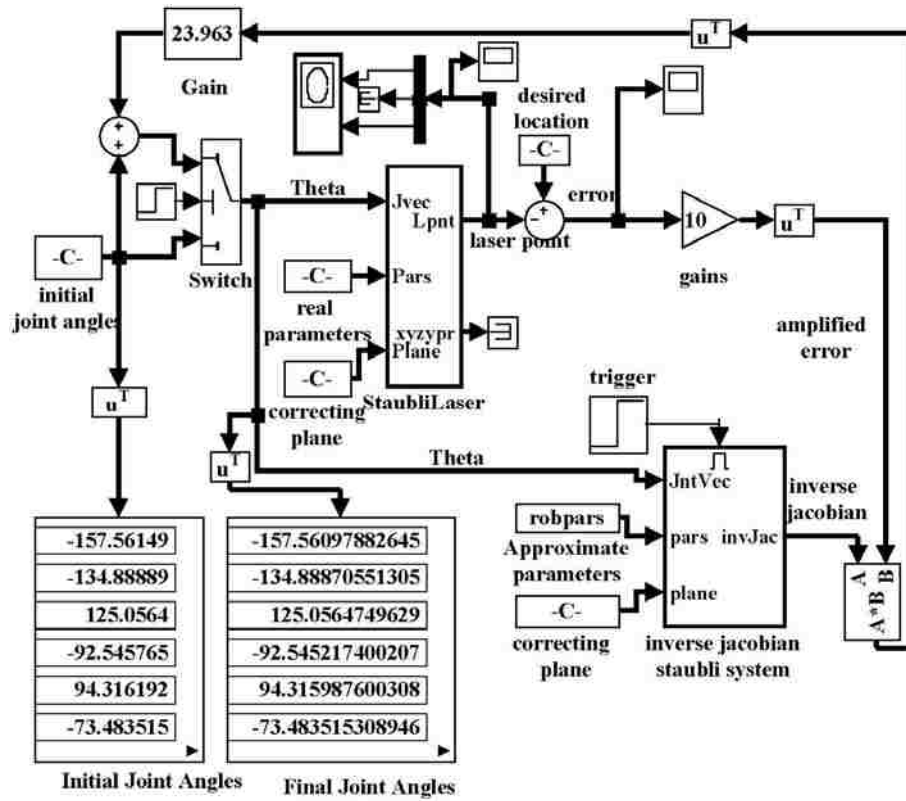 23.963
u^T
Gain
desired
location
+
+
-C-
Theta
Jvec
Lpnt
-
+
error
laser point
10
u^T
gains
-C-
initial
joint angles
Switch
-C-
Pars
real
parameters
xyzypr
Plane
-C-
correcting
plane
StaubliLaser
amplified
error
trigger
u^T
u^T
Theta
JntVec
inverse
jacobian
robpars
pars
invJac
Approximate
parameters
plane
-C-
correcting
plane
inverse jacobian
staubli system
A
B
A*B
-157.56149
-134.88889
125.0564
-92.545765
94.316192
-73.483515
Initial Joint Angles
-157.56097882645
-134.88870551305
125.0564749629
-92.545217400207
94.315987600308
-73.483515308946
Final Joint Angles